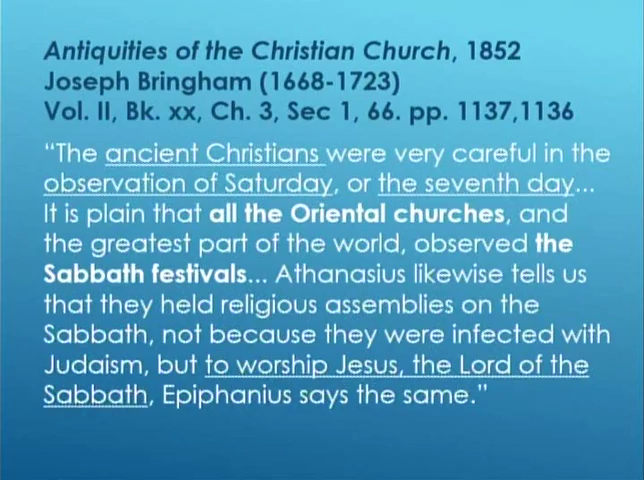 Antiquities of the Christian Church, 1852
Joseph Bringham (1668-1723)
Vol. II, Bk. xx, Ch. 3, Sec 1, 66. pp. 1137,1136
“The ancient Christians were very careful in the
observation of Saturday, or the seventh day...
It is plain that all the Oriental churches, and
the greatest part of the world, observed the
Sabbath festivals... Athanasius likewise tells us
that they held religious assemblies on the
Sabbath, not because they were infected with
Judaism, but to worship Jesus, the Lord of the
Sabbath, Epiphanius says the same.”